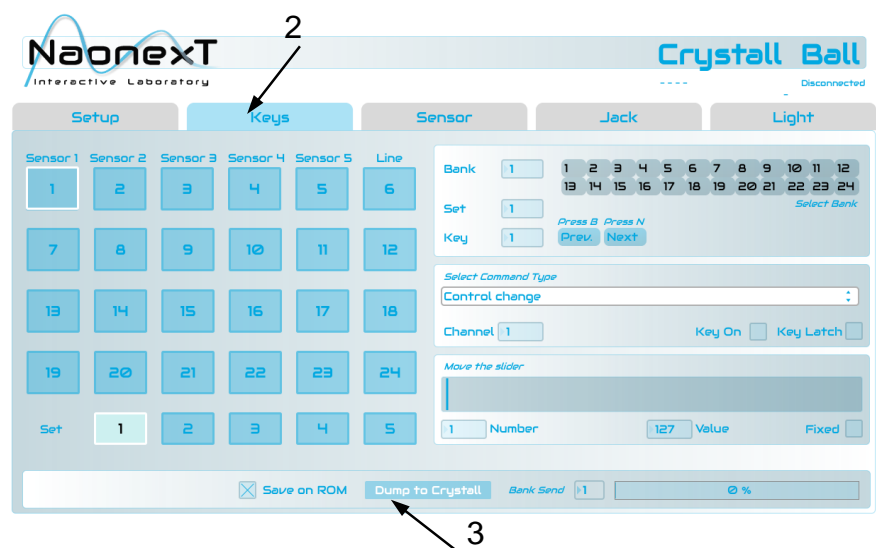 2
NaonexT
Interactive Laboratory
Crystall Ball
---- Disconnected
-
Setup Keys Sensor Jack Light
Sensor 1 Sensor 2 Sensor 3 Sensor 4 Sensor 5 Line
1 2 3 4 5 6
7 8 9 10 11 12
13 14 15 16 17 18
19 20 21 22 23 24
Set 1 2 3 4 5
Bank 1
1 2 3 4 5 6 7 8 9 10 11 12
13 14 15 16 17 18 19 20 21 22 23 24
Select Bank
Set 1
Press B Press N
Key 1 Prev. Next
Select Command Type
Control change
Channel 1 Key On Key Latch
Move the slider
1 Number 127 Value Fixed
Save on ROM Dump to Crystall Bank Send 1 0 %
3